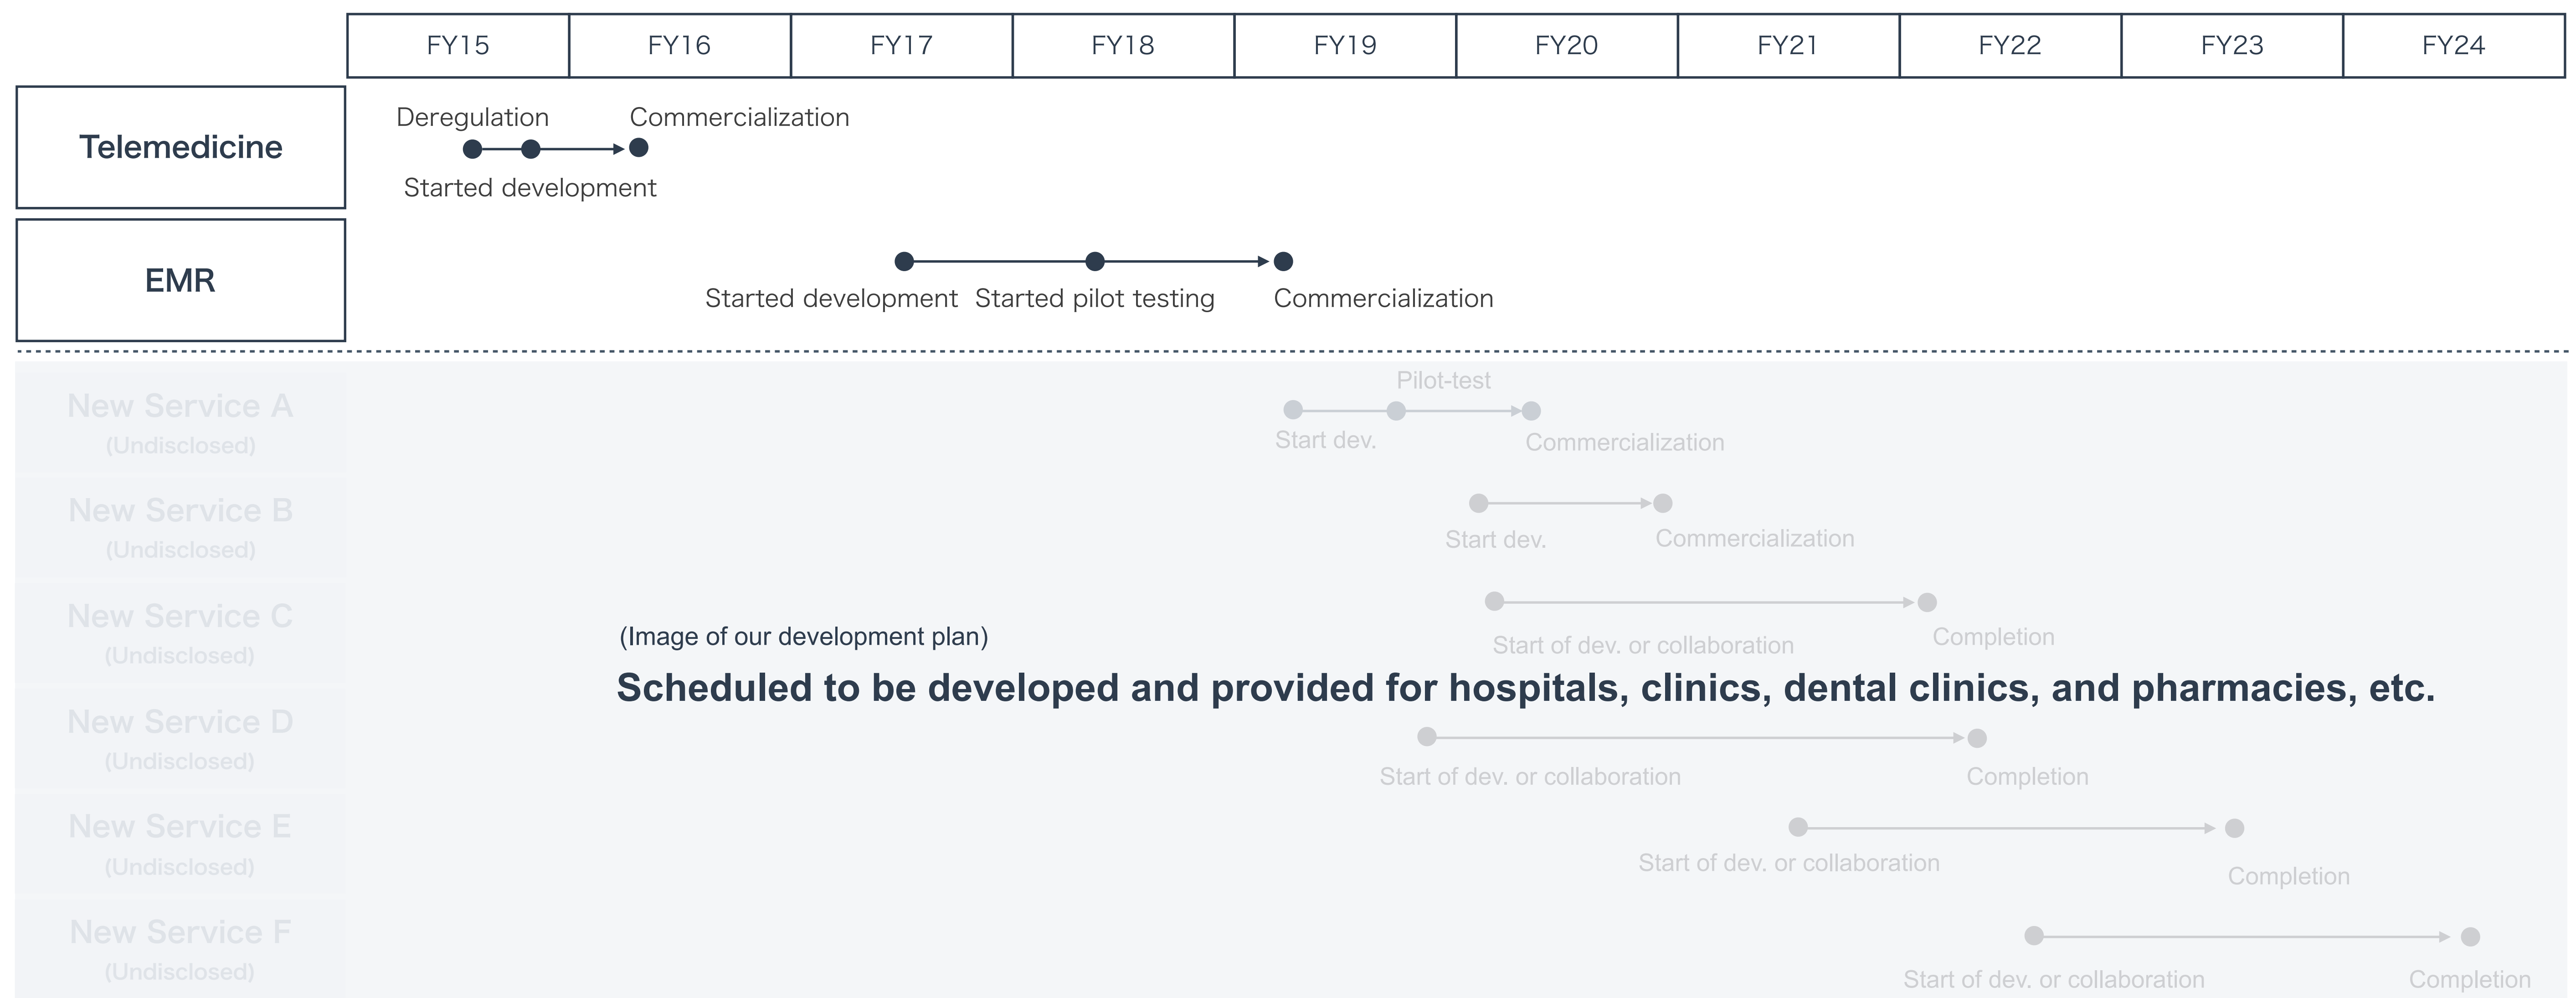 FY15 FY16 FY17 FY18 FY19 FY20 FY21 FY22 FY23 FY24
Telemedicine
Deregulation
Commercialization
Started development
EMR
Started development
Started pilot testing
Commercialization
New Service A
(Undisclosed)
Pilot-test
Start dev.
Commercialization
New Service B
(Undisclosed)
Start dev.
Commercialization
New Service C
(Undisclosed)
Start of dev. or collaboration
Completion
(Image of our development plan)
Scheduled to be developed and provided for hospitals, clinics, dental clinics, and pharmacies, etc.
New Service D
(Undisclosed)
Start of dev. or collaboration
Completion
New Service E
(Undisclosed)
Start of dev. or collaboration
Completion
New Service F
(Undisclosed)
Start of dev. or collaboration
Completion